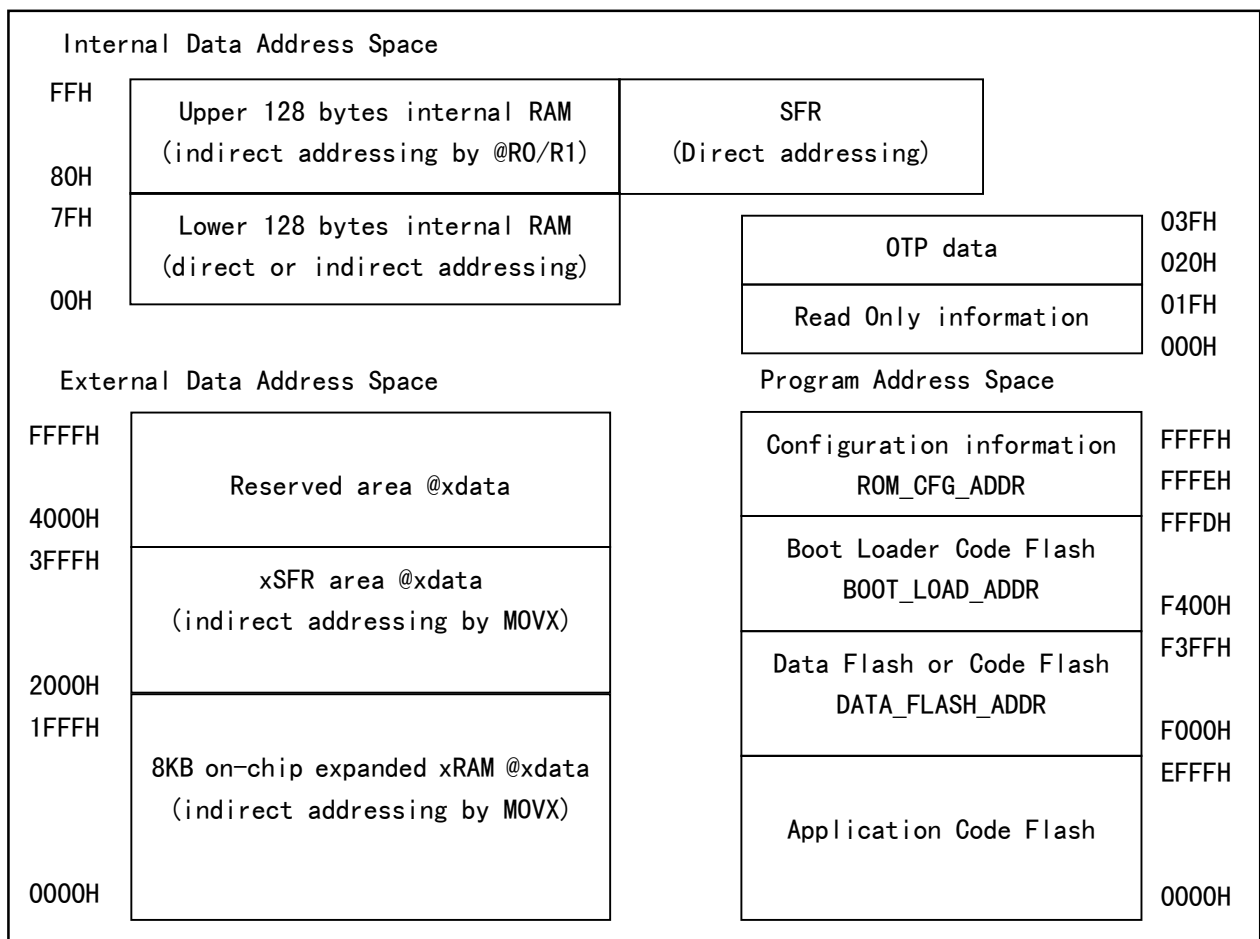 Internal Data Address Space
FFH
Upper 128 bytes internal RAM
(indirect addressing by @R0/R1)
80H
SFR
(Direct addressing)
7FH
Lower 128 bytes internal RAM
(direct or indirect addressing)
00H
OTP data
03FH
020H
Read Only information
01FH
000H
External Data Address Space
FFFFH
Reserved area @xdata
4000H
3FFFH
xSFR area @xdata
(indirect addressing by MOVX)
2000H
1FFFH
8KB on-chip expanded xRAM @xdata
(indirect addressing by MOVX)
0000H
Program Address Space
Configuration information
ROM_CFG_ADDR
FFFFH
FFFEH
Boot Loader Code Flash
BOOT_LOAD_ADDR
FFFDH
F400H
Data Flash or Code Flash
DATA_FLASH_ADDR
F3FFH
F000H
Application Code Flash
EFFFH
0000H